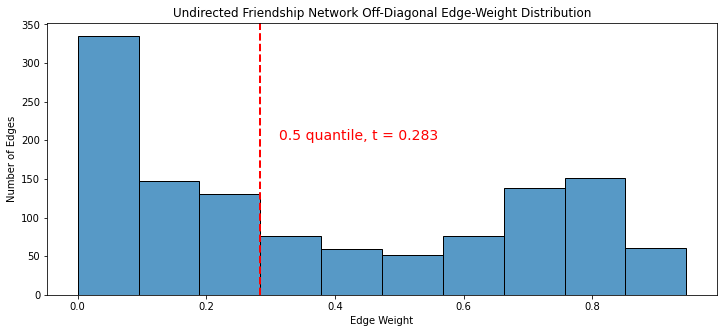 Undirected Friendship Network Off-Diagonal Edge-Weight Distribution
350
300
250
200
150
100
50
0
Number of Edges
0.5 quantile, t = 0.283
0.0 0.2 0.4 0.6 0.8
Edge Weight